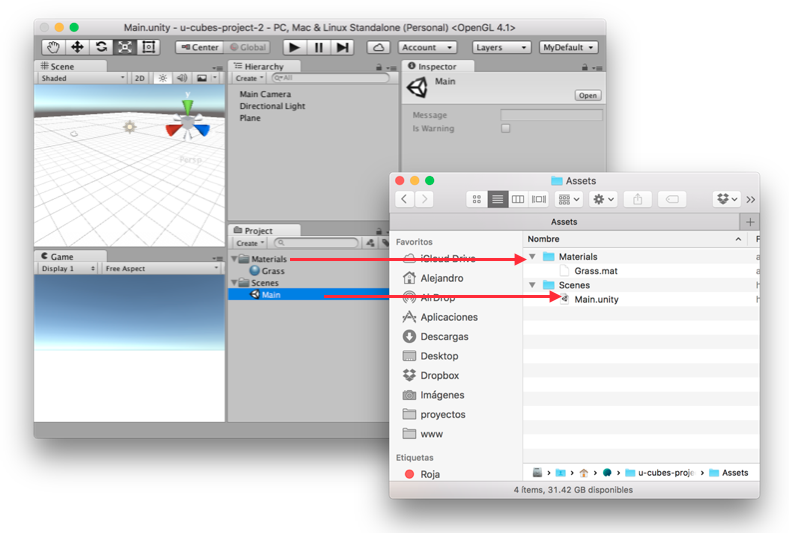 Main.unity - u-cubes-project-2 - PC, Mac & Linux Standalone (Personal) <OpenGL 4.1>
Center Global Account Layers MyDefault
Scene
Shaded 2D
Persp
Hierarchy
Create All
Main Camera
Directional Light
Plane
Inspector
Main
Open
Message
Is Warning
Game
Display 1 Free Aspect
Project
Create
Materials
Grass
Scenes
Main
Assets
Assets
Favoritos
iCloud Drive
Alejandro
AirDrop
Aplicaciones
Descargas
Desktop
Dropbox
Imágenes
proyectos
www
Etiquetas
Roja
Nombre
Materials
Grass.mat
Scenes
Main.unity
u-cubes-proje Assets
4 ítems, 31.42 GB disponibles